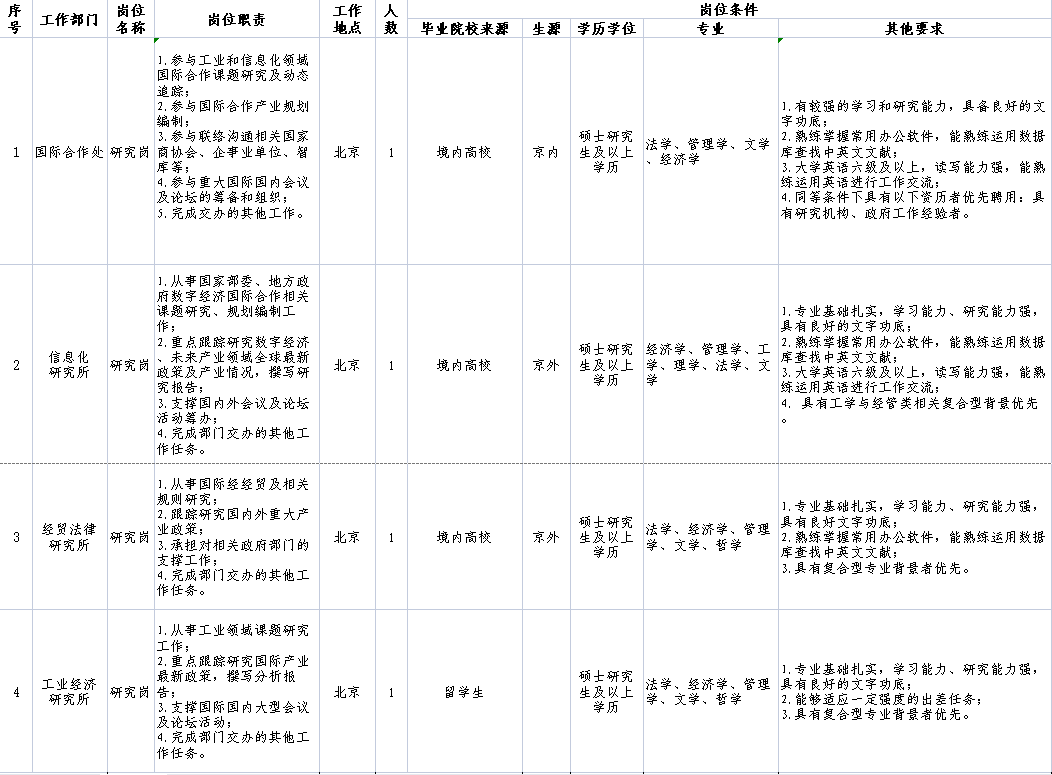 序号
工作部门
岗位名称
岗位职责
工作地点
人数
岗位条件
毕业院校来源
生源
学历学位
专业
其他要求
1
国际合作处
研究岗
1.参与工业和信息化领域
国际合作课题研究及动态
追踪；
2.参与国际合作产业规划
编制；
3.参与联络沟通相关国家
商协会、企事业单位、智
库等；
4.参与重大国际国内会议
及论坛的筹备和组织；
5.完成交办的其他工作。
北京
1
境内高校
京内
硕士研究
生及以上
学历
法学、管理学、文学
、经济学
1.有较强的学习和研究能力，具备良好的文
字功底；
2.熟练掌握常用办公软件，能熟练运用数据
库查找中英文文献；
3.大学英语六级及以上，读写能力强，能熟
练运用英语进行工作交流；
4.同等条件下具有以下资历者优先聘用：具
有研究机构、政府工作经验者。
2
信息化
研究所
研究岗
1.从事国家部委、地方政
府数字经济国际合作相关
课题研究、规划编制工
作；
2.重点跟踪研究数字经济
、未来产业领域全球最新
政策及产业情况，撰写研
究报告；
3.支撑国内外会议及论坛
活动筹办；
4.完成部门交办的其他工
作任务。
北京
1
境内高校
京外
硕士研究
生及以上
学历
经济学、管理学、工
学、理学、法学、文
学
1.专业基础扎实，学习能力、研究能力强，
具有良好的文字功底；
2.熟练掌握常用办公软件，能熟练运用数据
库查找中英文文献；
3.大学英语六级及以上，读写能力强，能熟
练运用英语进行工作交流；
4. 具有工学与经管类相关复合型背景优先
。
3
经贸法律
研究所
研究岗
1.从事国际经经贸及相关
规则研究；
2.跟踪研究国内外重大产
业政策；
3.承担对相关政府部门的
支撑工作；
4.完成部门交办的其他工
作任务。
北京
1
境内高校
京外
硕士研究
生及以上
学历
法学、经济学、管理
学、文学、哲学
1.专业基础扎实，学习能力、研究能力强，
具有良好文字功底；
2.熟练掌握常用办公软件，能熟练运用数据
库查找中英文文献；
3.具有复合型专业背景者优先。
4
工业经济
研究所
研究岗
1.从事工业领域课题研究
工作；
2.重点跟踪研究国际产业
最新政策，撰写分析报
告；
3.支撑国际国内大型会议
及论坛活动；
4.完成部门交办的其他工
作任务。
北京
1
留学生
硕士研究
生及以上
学历
法学、经济学、管理
学、文学、哲学
1.专业基础扎实，学习能力、研究能力强，
具有良好的文字功底；
2.能够适应一定强度的出差任务；
3.具有复合型专业背景者优先。